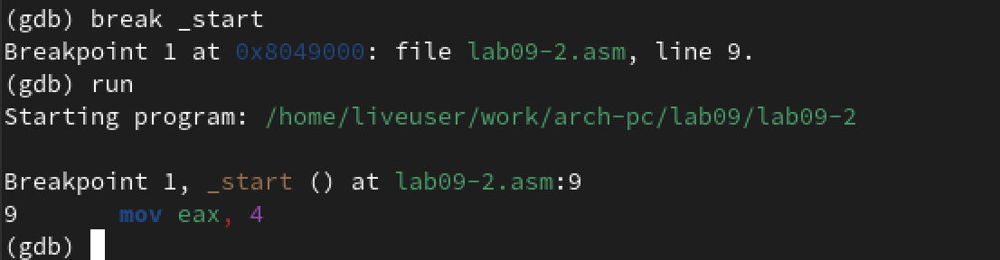 (gdb) break _start
Breakpoint 1 at 0x8049000: file lab09-2.asm, line 9.
(gdb) run
Starting program: /home/liveuser/work/arch-pc/lab09/lab09-2

Breakpoint 1, _start () at lab09-2.asm:9
9       mov eax, 4
(gdb)